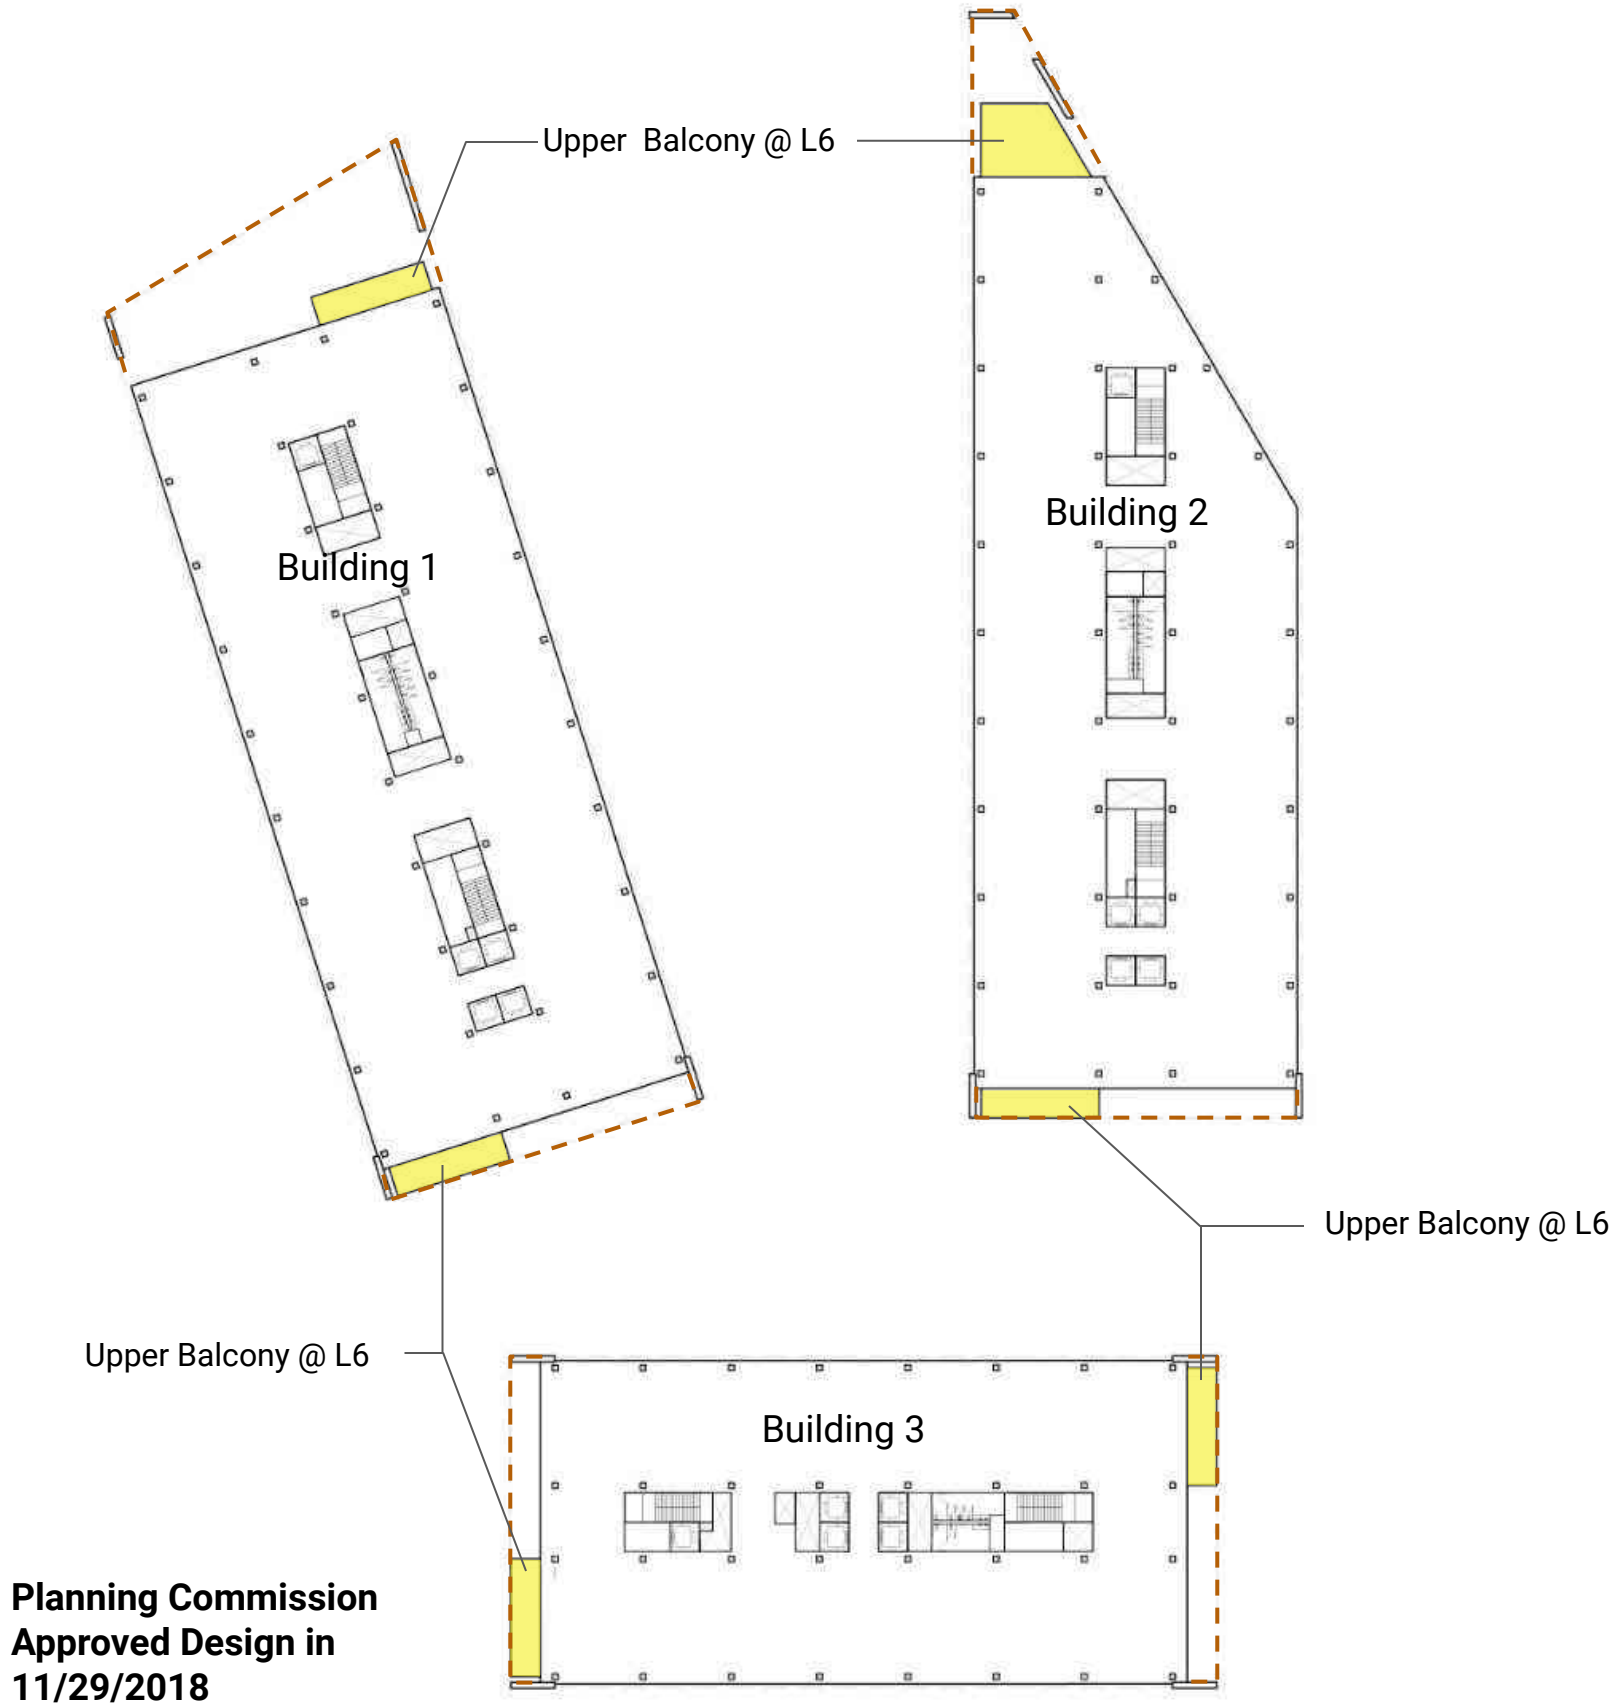 Upper Balcony @ L6
Building 2
Building 1
Upper Balcony @ L6
Upper Balcony @ L6
Building 3
Planning Commission
Approved Design in
11/29/2018